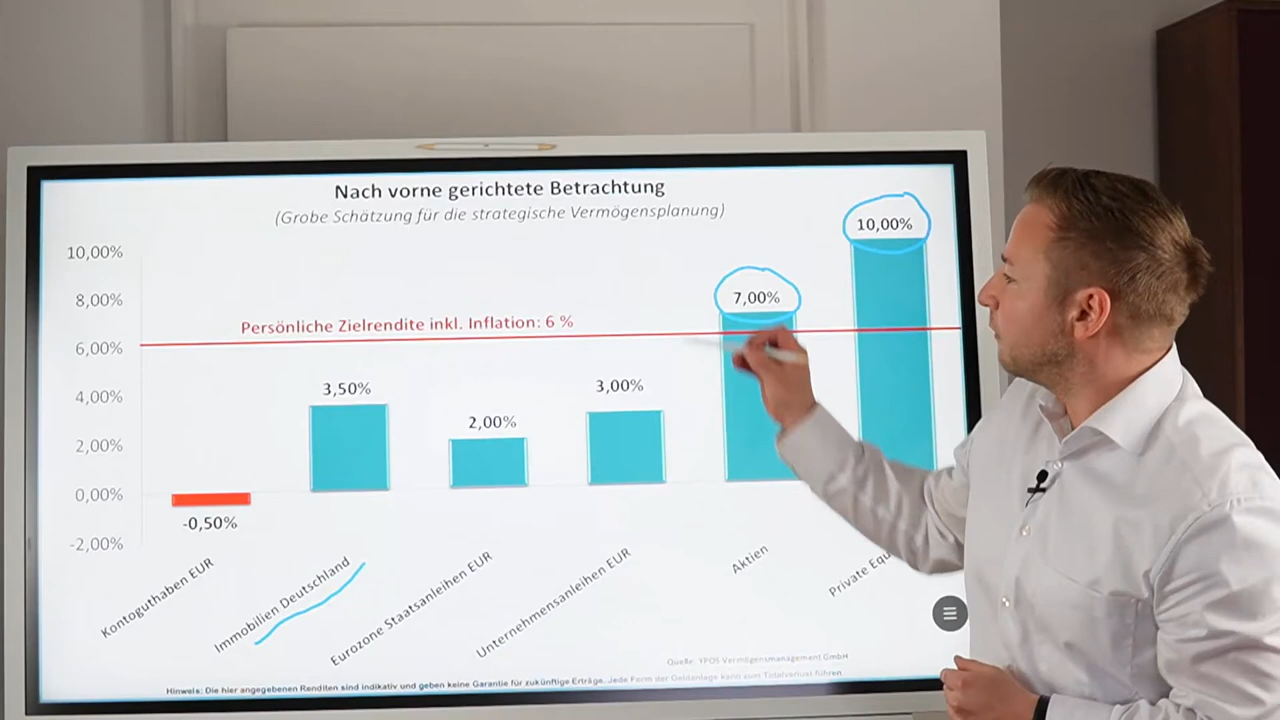 Nach vorne gerichtete Betrachtung
(Grobe Schätzung für die strategische Vermögensplanung)
10,00%
8,00%
6,00%
4,00%
2,00%
0,00%
-2,00%
Persönliche Zielrendite inkl. Inflation: 6 %
-0,50%
3,50%
2,00%
3,00%
7,00%
10,00%
Kontoguthaben EUR
Immobilien Deutschland
Eurozone Staatsanleihen EUR
Unternehmensanleihen EUR
Aktien
Private Equ
Quelle: YPOS Vermögensmanagement GmbH
Hinweis: Die hier angegebenen Renditen sind indikativ und geben keine Garantie für zukünftige Erträge. Jede Form der Geldanlage kann zum Totalverlust führen.